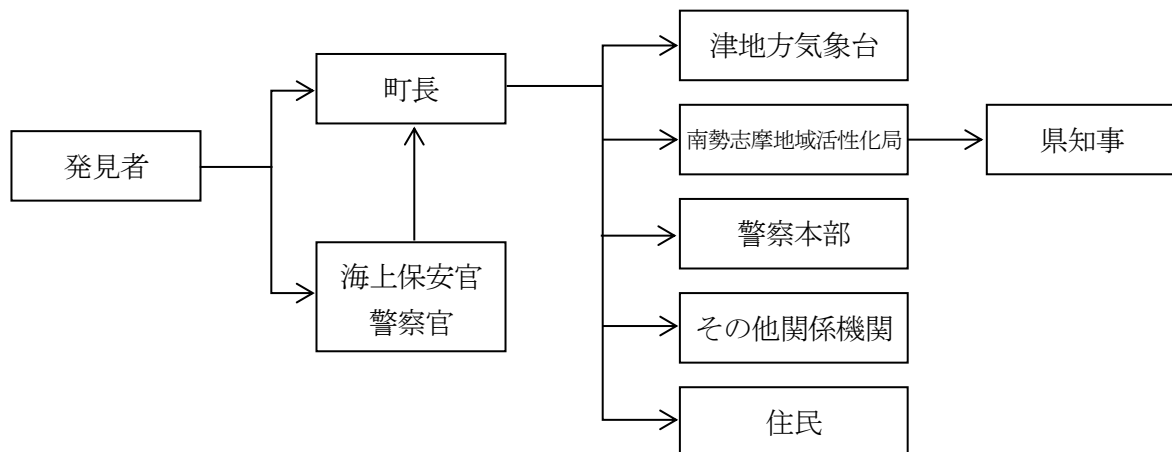 津地方気象台
町長
南勢志摩地域活性化局
県知事
発見者
警察本部
海上保安官
警察官
その他関係機関
住民